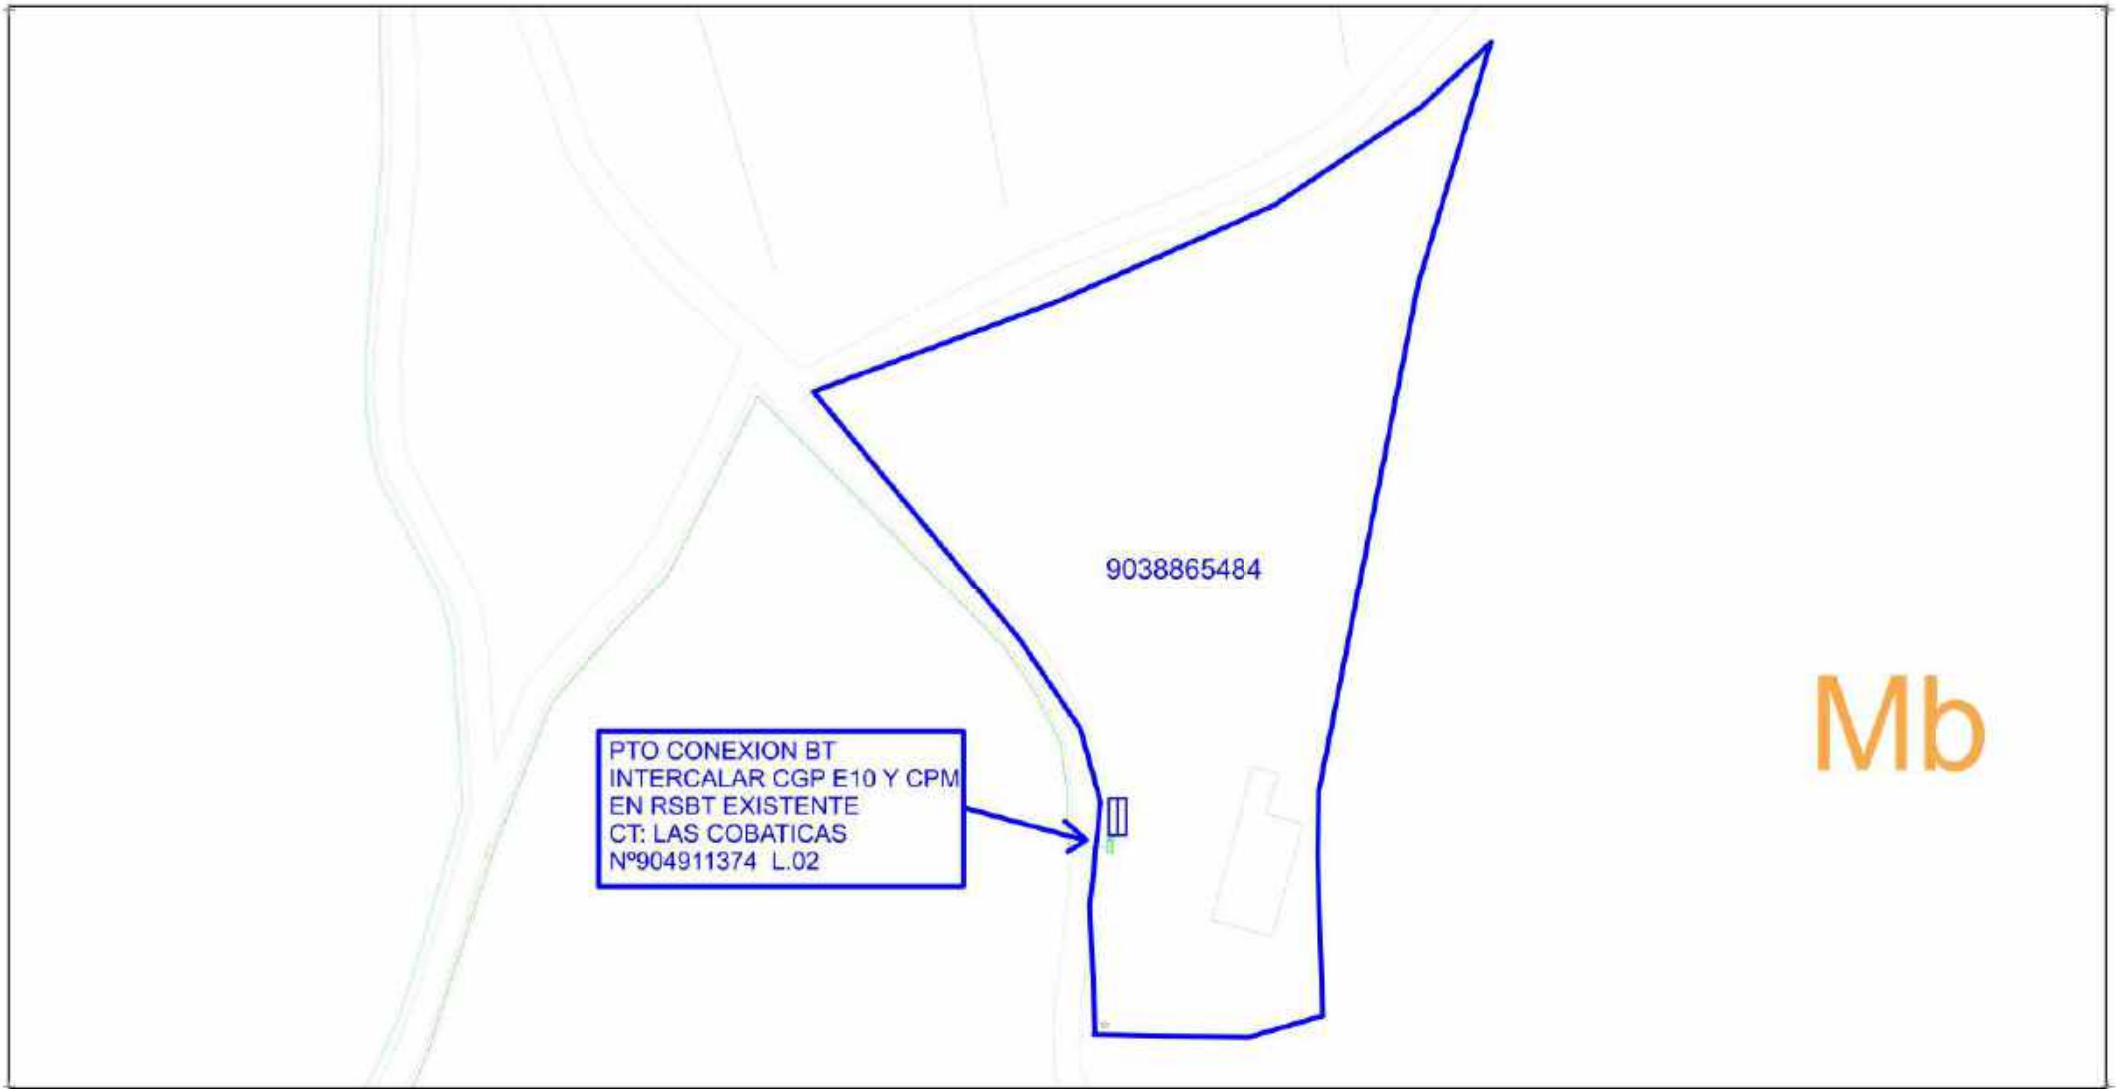 9038865484
Mb
PTO CONEXION BT
INTERCALAR CGP E10 Y CPM
EN RSBT EXISTENTE
CT: LAS COBATICAS
Nº904911374 L.02